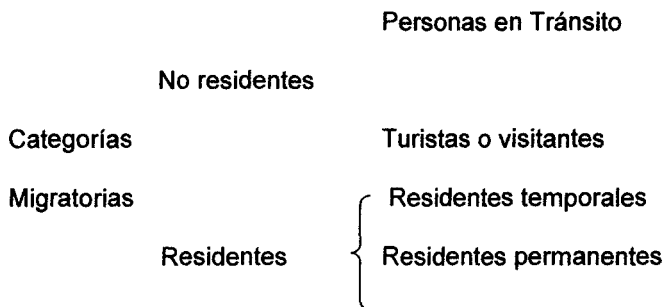 Personas en Tránsito
No residentes
Categorías Turistas o visitantes
Migratorias Residentes temporales
Residentes Residentes permanentes